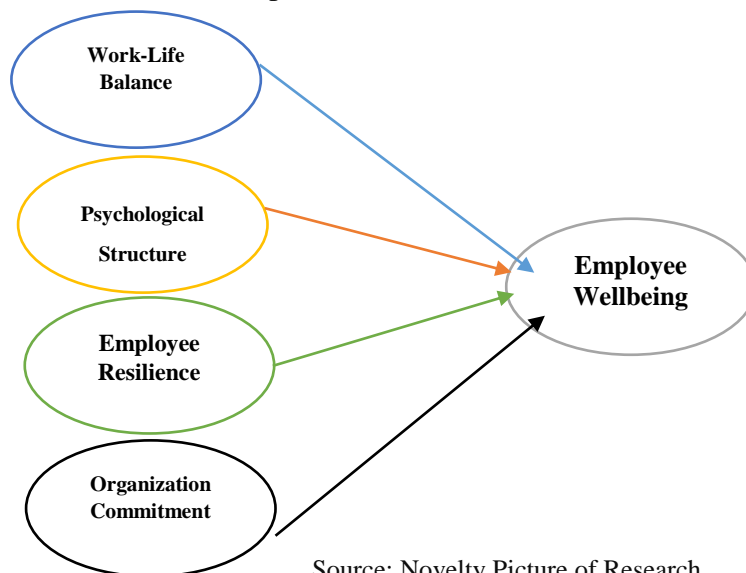 Work-Life
Balance
Psychological
Structure
Employee
Resilience
Organization
Commitment
Employee
Wellbeing
Source: Novelty Picture of Research